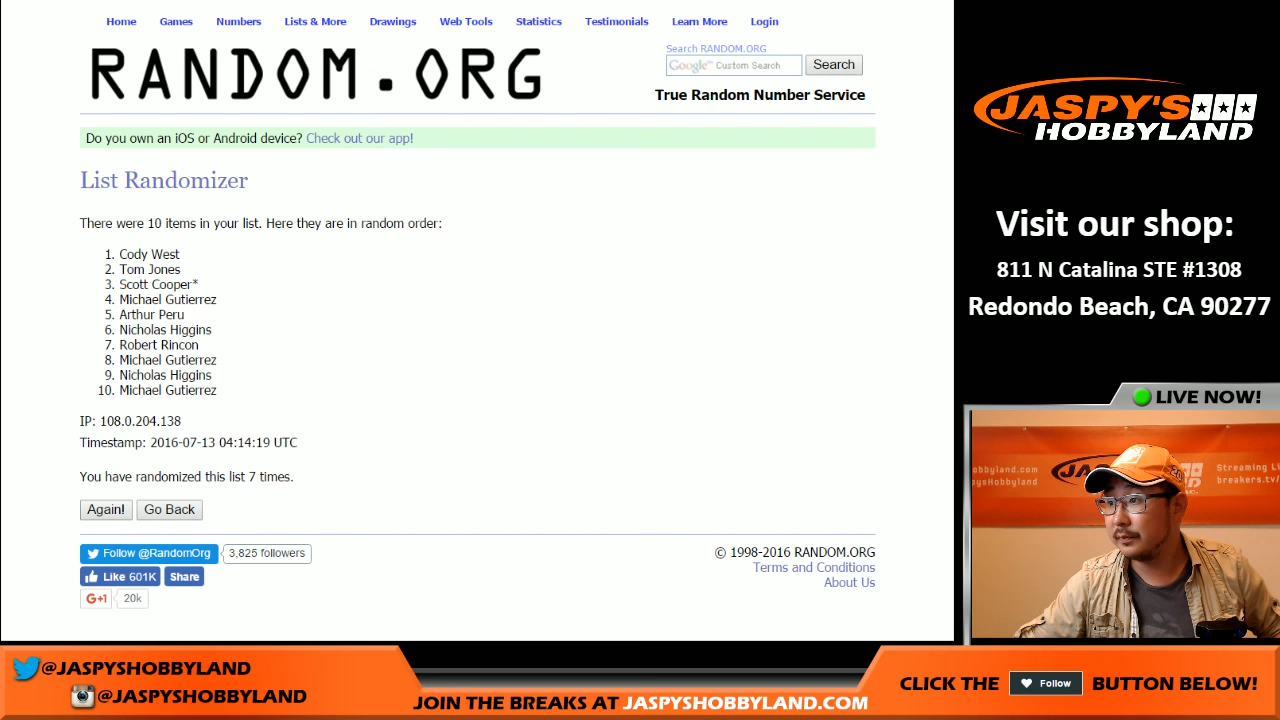 Home Games Numbers Lists & More Drawings Web Tools Statistics Testimonials Learn More Login
RANDOM.ORG
Search RANDOM.ORG
Google™ Custom Search Search
True Random Number Service
Do you own an iOS or Android device? Check out our app!
List Randomizer
There were 10 items in your list. Here they are in random order:
1. Cody West
2. Tom Jones
3. Scott Cooper*
4. Michael Gutierrez
5. Arthur Peru
6. Nicholas Higgins
7. Robert Rincon
8. Michael Gutierrez
9. Nicholas Higgins
10. Michael Gutierrez
IP: 108.0.204.138
Timestamp: 2016-07-13 04:14:19 UTC
You have randomized this list 7 times.
Again! Go Back
Follow @RandomOrg 3,825 followers
Like 601K Share
G+1 20k
© 1998-2016 RANDOM.ORG
Terms and Conditions
About Us
JASPY'S
HOBBYLAND
Visit our shop:
811 N Catalina STE #1308
Redondo Beach, CA 90277
LIVE NOW!
hobbyland.com
Streaming Li
breakers.tv/
@JASPYSHOBBYLAND
@JASPYSHOBBYLAND
JOIN THE BREAKS AT JASPYSHOBBYLAND.COM
CLICK THE Follow BUTTON BELOW!